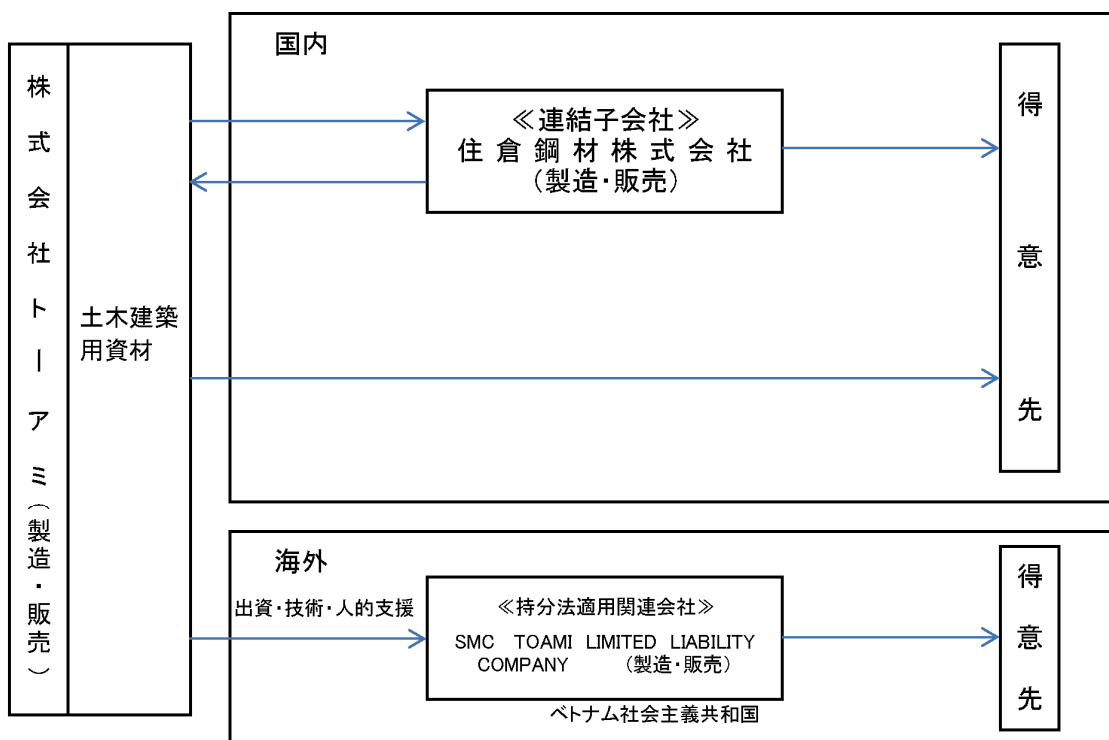 株式会社トーアミ(製造・販売)
土木建築
用資材
国内
≪連結子会社≫
住倉鋼材株式会社
(製造・販売)
得意先
海外
出資・技術・人的支援
≪持分法適用関連会社≫
SMC TOAMI LIMITED LIABILITY
COMPANY (製造・販売)
ベトナム社会主義共和国
得意先